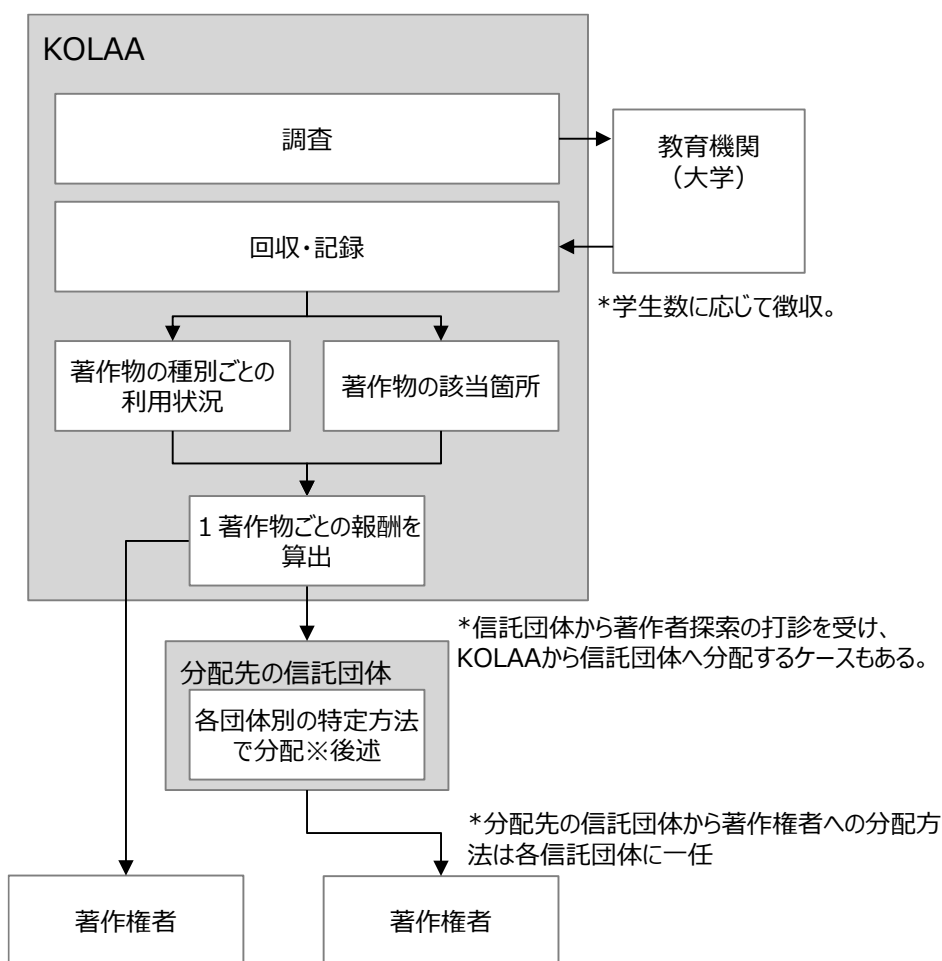 KOLAA
調査
教育機関
（大学）
回収・記録
*学生数に応じて徴収。
著作物の種別ごとの
利用状況
著作物の該当箇所
１著作物ごとの報酬を
算出
*信託団体から著作者探索の打診を受け、
KOLAAから信託団体へ分配するケースもある。
分配先の信託団体
各団体別の特定方法
で分配※後述
*分配先の信託団体から著作権者への分配方
法は各信託団体に一任
著作権者
著作権者